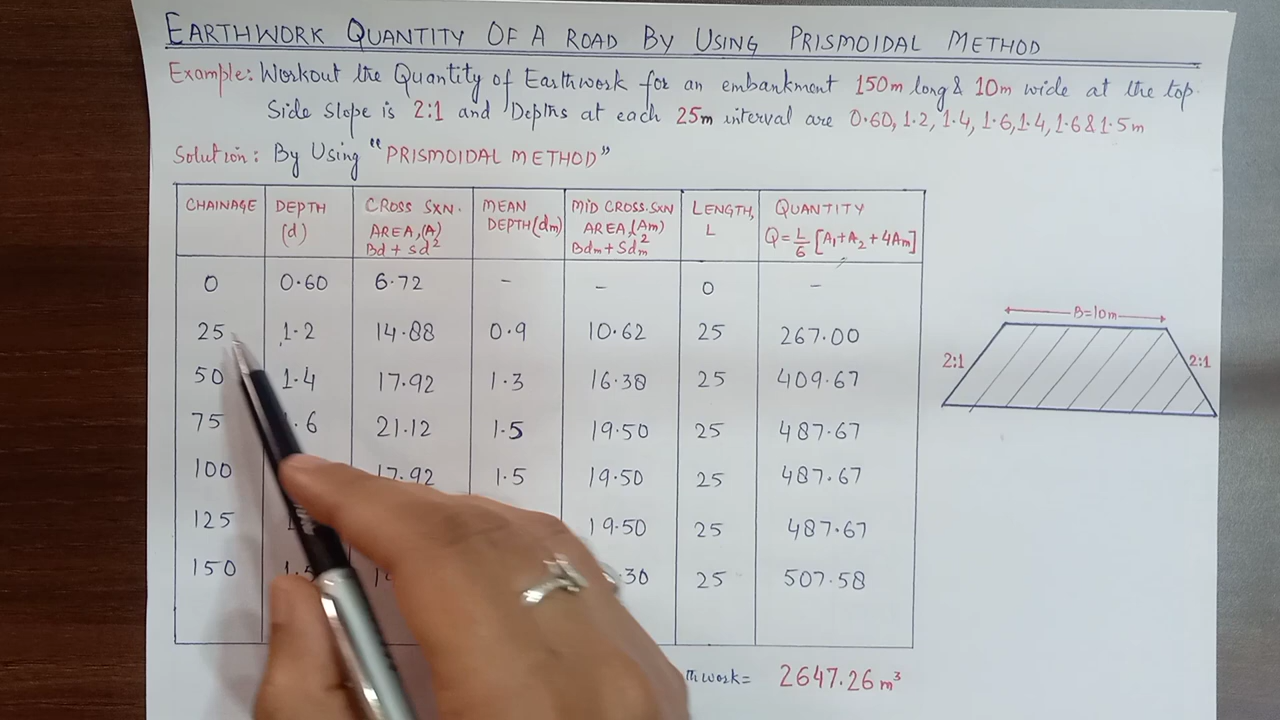 EARTHWORK QUANTITY OF A ROAD BY USING PRISMOIDAL METHOD
Example: Workout the Quantity of Earthwork for an embankment 150m long & 10m wide at the top.
Side slope is 2:1 and Depths at each 25m interval are 0.60, 1.2, 1.4, 1.6, 1.4, 1.6 & 1.5m
Solution: By Using "PRISMOIDAL METHOD"
CHAINAGE DEPTH (d) CROSS SXN. AREA, (A) Bd + Sd² MEAN DEPTH (dm) MID CROSS. SXN AREA, (Am) Bdm + Sdm² LENGTH, L QUANTITY Q = L/6 [A₁+A₂+4Am]
0 0.60 6.72 - - 0 -
25 1.2 14.88 0.9 10.62 25 267.00
50 1.4 17.92 1.3 16.38 25 409.67
75 .6 21.12 1.5 19.50 25 487.67
100 17.92 1.5 19.50 25 487.67
125 19.50 25 487.67
150 1.5 .30 25 507.58
work = 2647.26 m³
B=10m
2:1 2:1